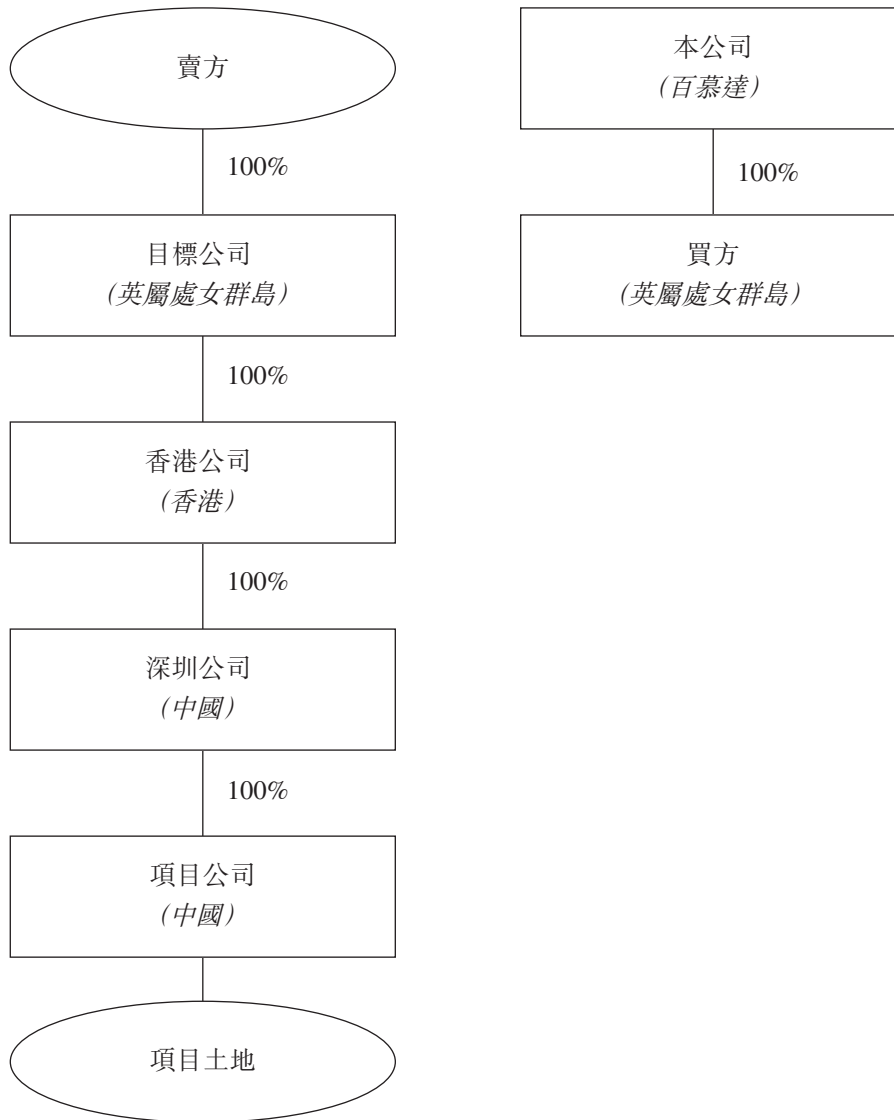 賣方
100%
目標公司
（英屬處女群島）
100%
香港公司
（香港）
100%
深圳公司
（中國）
100%
項目公司
（中國）
項目土地
本公司
（百慕達）
100%
買方
（英屬處女群島）